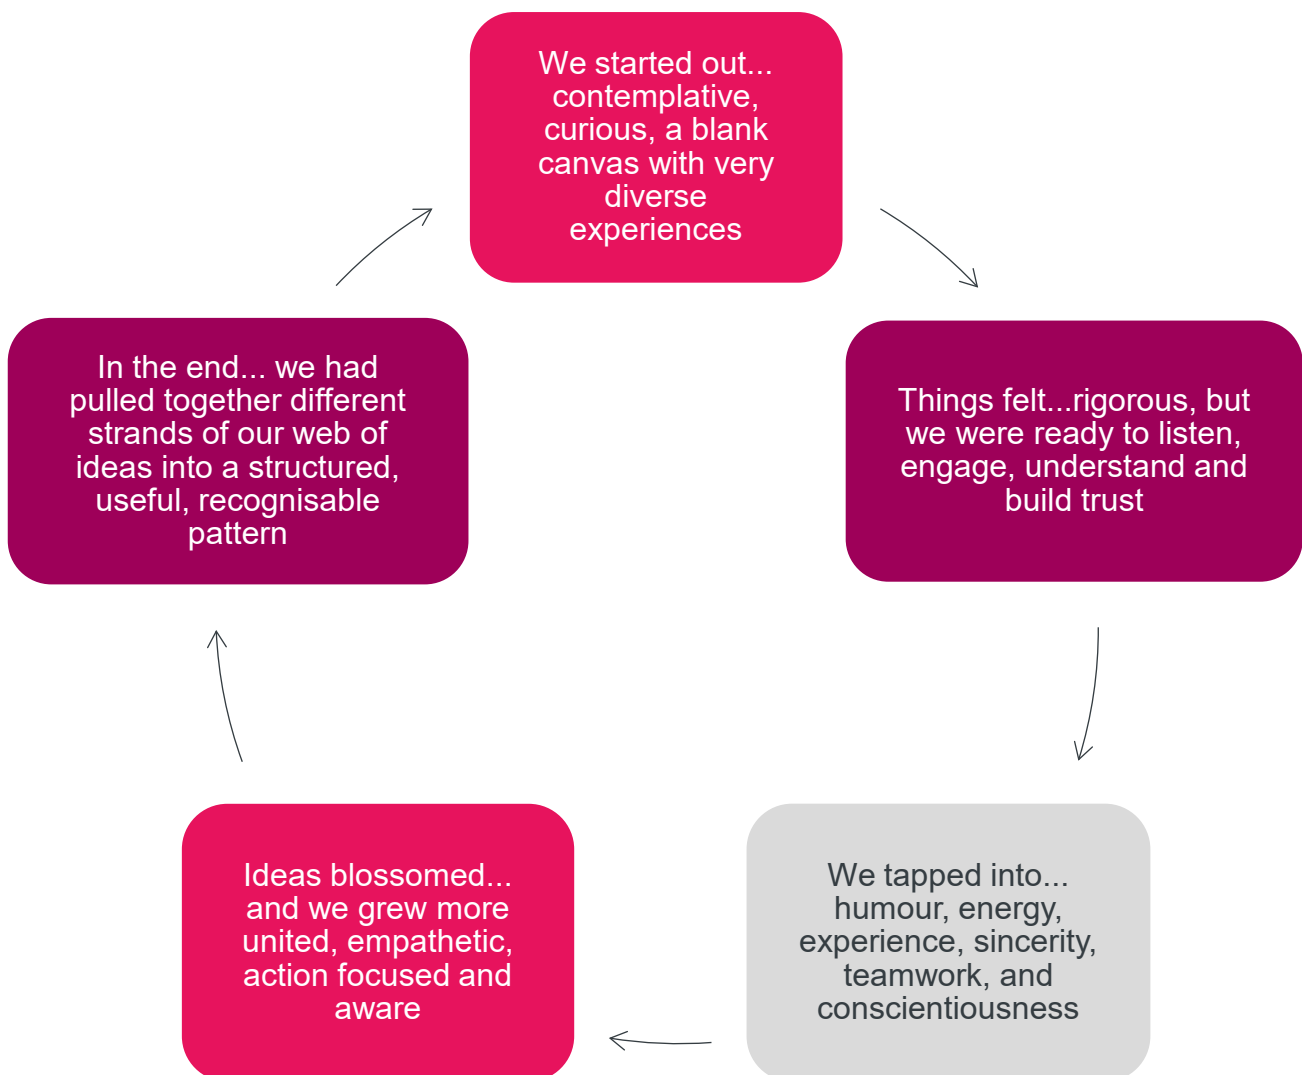 We started out...
contemplative,
curious, a blank
canvas with very
diverse
experiences
Things felt...rigorous, but
we were ready to listen,
engage, understand and
build trust
We tapped into...
humour, energy,
experience, sincerity,
teamwork, and
conscientiousness
Ideas blossomed...
and we grew more
united, empathetic,
action focused and
aware
In the end... we had
pulled together different
strands of our web of
ideas into a structured,
useful, recognisable
pattern